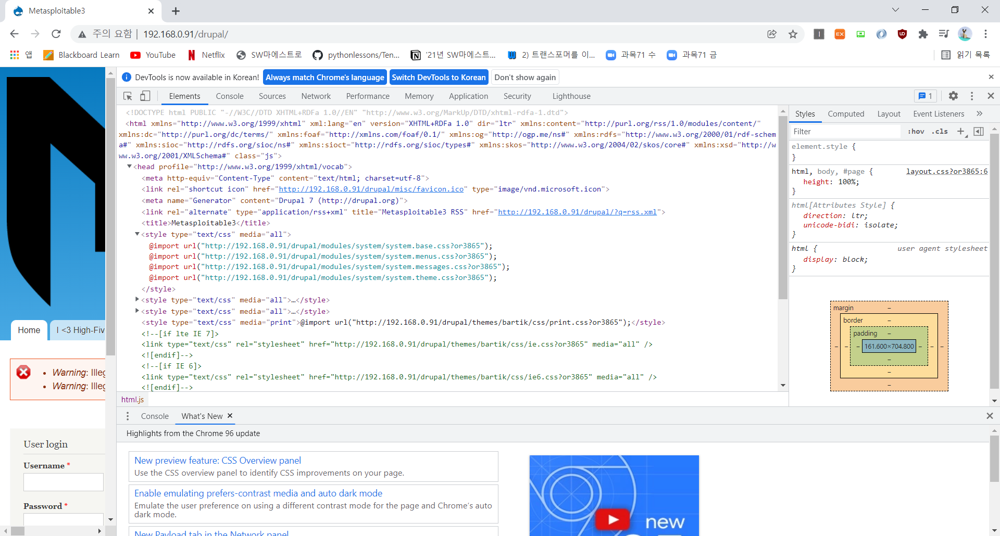 Metasploitable3
주의 요함 | 192.168.0.91/drupal/
앱 Blackboard Learn YouTube Netflix SW마에스트로 pythonlessons/Ten... '21년 SW마에스트... 2) 트랜스포머를 이... 과목71 수 과목71 금 읽기 목록
DevTools is now available in Korean! Always match Chrome's language Switch DevTools to Korean Don't show again
Elements Console Sources Network Performance Memory Application Security Lighthouse 1
<!DOCTYPE html PUBLIC "-//W3C//DTD XHTML+RDFa 1.0//EN" "http://www.w3.org/MarkUp/DTD/xhtml-rdfa-1.dtd">
<html xmlns="http://www.w3.org/1999/xhtml" xml:lang="en" version="XHTML+RDFa 1.0" dir="ltr" xmlns:content="http://purl.org/rss/1.0/modules/content/"
xmlns:dc="http://purl.org/dc/terms/" xmlns:foaf="http://xmlns.com/foaf/0.1/" xmlns:og="http://ogp.me/ns#" xmlns:rdfs="http://www.w3.org/2000/01/rdf-schem
a#" xmlns:sioc="http://rdfs.org/sioc/ns#" xmlns:sioct="http://rdfs.org/sioc/types#" xmlns:skos="http://www.w3.org/2004/02/skos/core#" xmlns:xsd="http://w
ww.w3.org/2001/XMLSchema#" class="js">
<head profile="http://www.w3.org/1999/xhtml/vocab">
<meta http-equiv="Content-Type" content="text/html; charset=utf-8">
<link rel="shortcut icon" href="http://192.168.0.91/drupal/misc/favicon.ico" type="image/vnd.microsoft.icon">
<meta name="Generator" content="Drupal 7 (http://drupal.org)">
<link rel="alternate" type="application/rss+xml" title="Metasploitable3 RSS" href="http://192.168.0.91/drupal/?q=rss.xml">
<title>Metasploitable3</title>
<style type="text/css" media="all">
@import url("http://192.168.0.91/drupal/modules/system/system.base.css?or3865");
@import url("http://192.168.0.91/drupal/modules/system/system.menus.css?or3865");
@import url("http://192.168.0.91/drupal/modules/system/system.messages.css?or3865");
@import url("http://192.168.0.91/drupal/modules/system/system.theme.css?or3865");
</style>
<style type="text/css" media="all">…</style>
<style type="text/css" media="all">…</style>
<style type="text/css" media="print">@import url("http://192.168.0.91/drupal/themes/bartik/css/print.css?or3865");</style>
<!--[if lte IE 7]>
<link type="text/css" rel="stylesheet" href="http://192.168.0.91/drupal/themes/bartik/css/ie.css?or3865" media="all" />
<![endif]-->
<!--[if IE 6]>
<link type="text/css" rel="stylesheet" href="http://192.168.0.91/drupal/themes/bartik/css/ie6.css?or3865" media="all" />
<![endif]-->
html.js
Styles Computed Layout Event Listeners »
Filter :hov .cls
element.style {
}
html, body, #page { layout.css?or3865:6
height: 100%;
}
html[Attributes Style] {
direction: ltr;
unicode-bidi: isolate;
}
html { user agent stylesheet
display: block;
}
margin –
border –
padding –
– – – 161.600×704.800 – – –
–
–
–
Home I <3 High-Fiv
Warning: Illeg
Warning: Illeg
User login
Username *
Password *
Console What's New
Highlights from the Chrome 96 update
New preview feature: CSS Overview panel
Use the CSS overview panel to identify CSS improvements on your page.
Enable emulating prefers-contrast media and auto dark mode
Emulate the user preference on using a different contrast mode for the page and Chrome's auto
dark mode.
New Payload tab in the Network panel
new